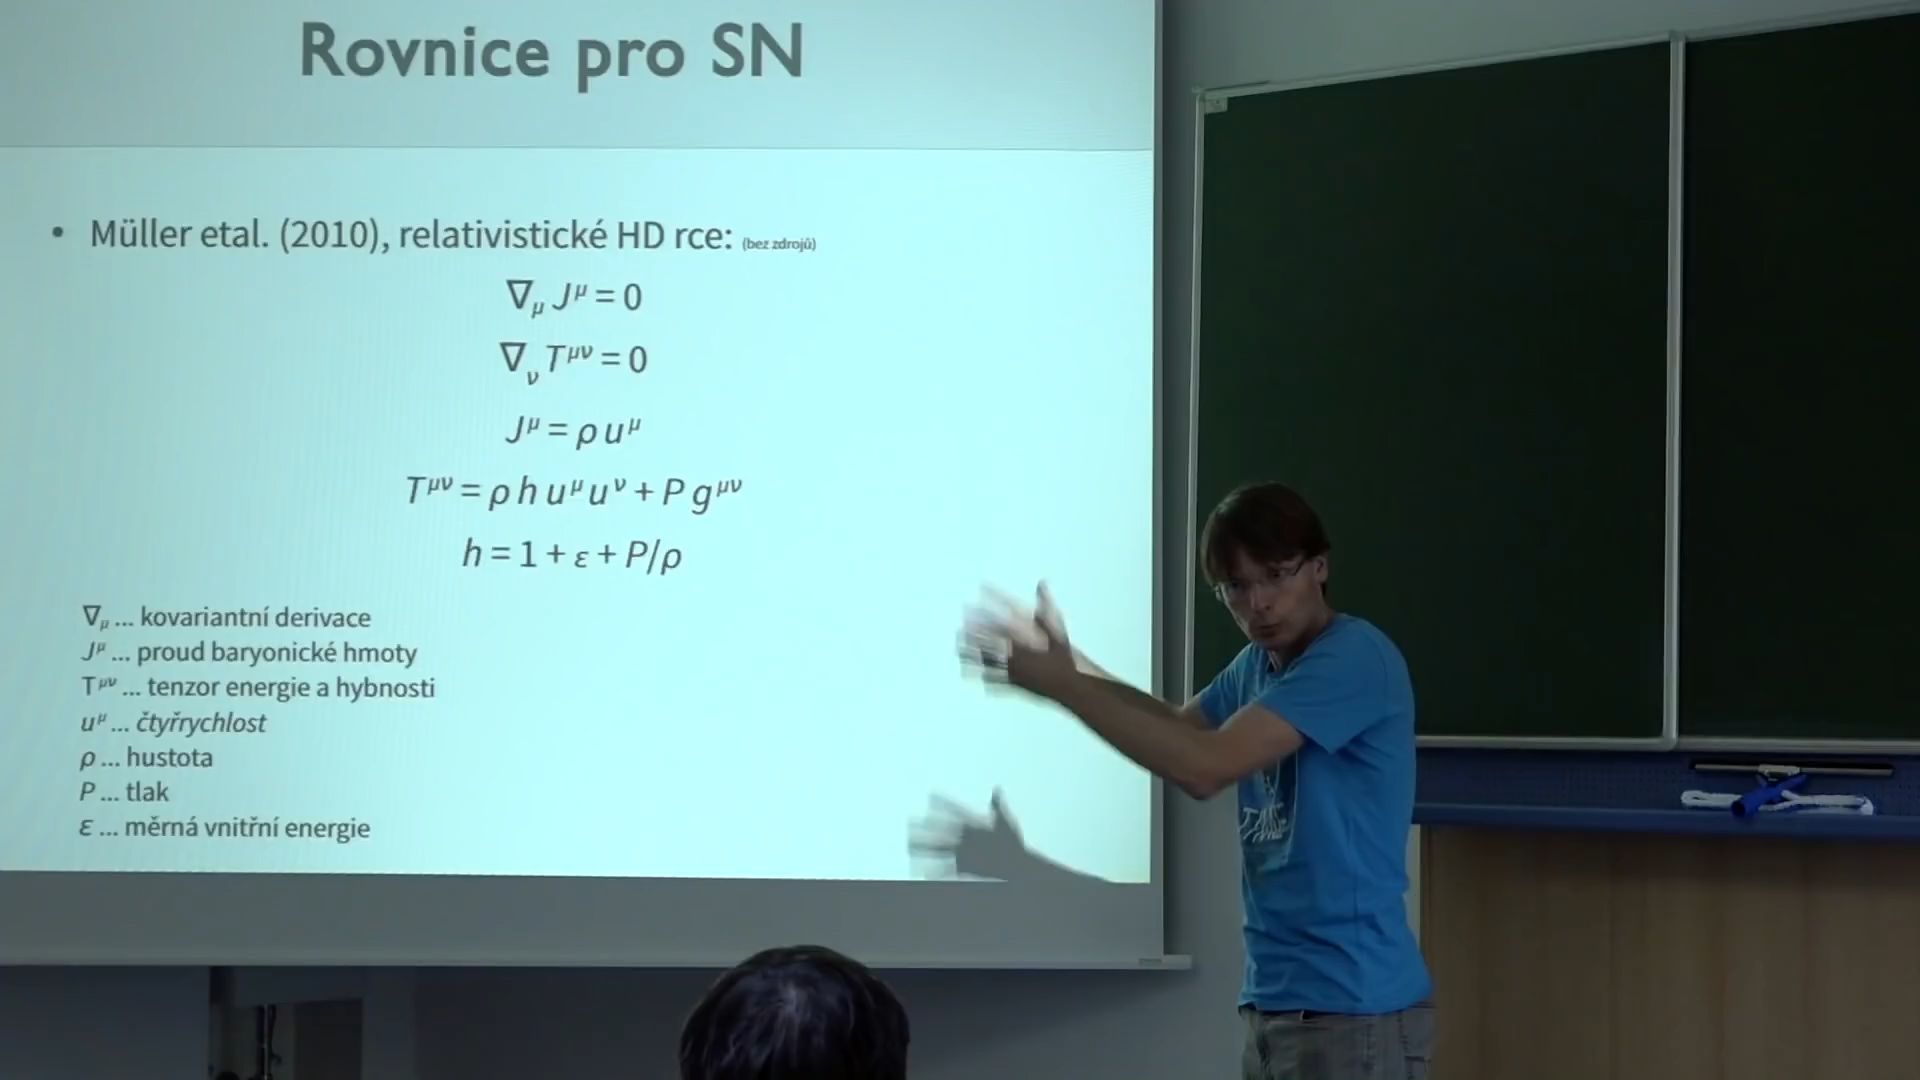 Rovnice pro SN
• Müller etal. (2010), relativistické HD rce: (bez zdrojů)
∇μ Jμ = 0
∇ν Tμν = 0
Jμ = ρ uμ
Tμν = ρ h uμ uν + P gμν
h = 1 + ε + P/ρ
∇μ ... kovariantní derivace
Jμ ... proud baryonické hmoty
Tμν ... tenzor energie a hybnosti
uμ ... čtyřrychlost
ρ ... hustota
P ... tlak
ε ... měrná vnitřní energie